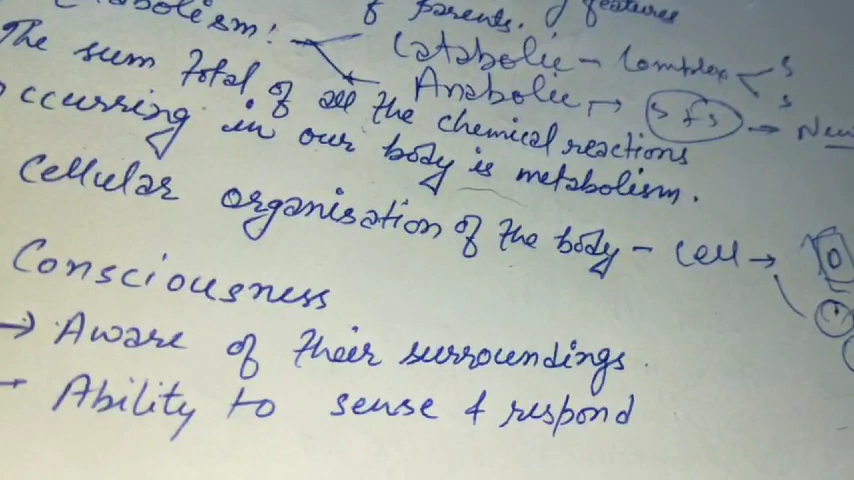 of parents. features
Metabolism: → Catabolic – Complex < s s
Anabolic → s + s → New
The sum total of all the chemical reactions
occurring in our body is metabolism.
Cellular organisation of the body – Cell →
Consciousness
→ Aware of their surroundings.
→ Ability to sense & respond